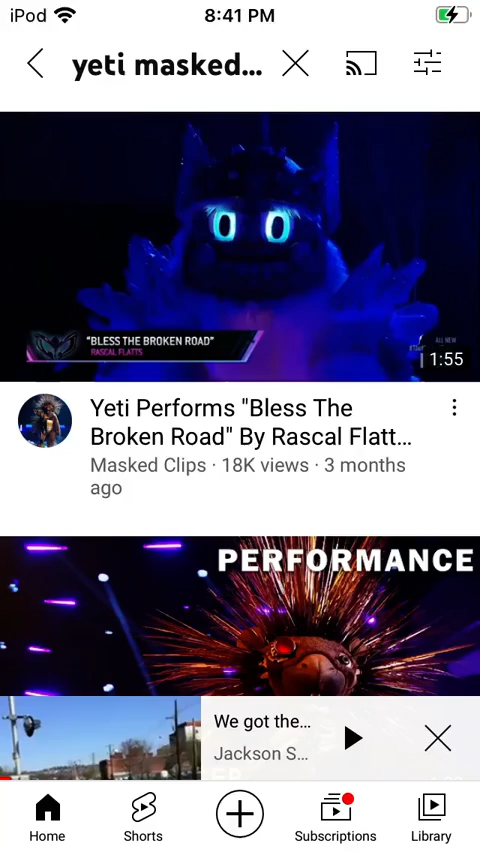 iPod 8:41 PM
yeti masked...
"BLESS THE BROKEN ROAD"
RASCAL FLATTS
ALL NEW
1:55
Yeti Performs "Bless The
Broken Road" By Rascal Flatt...
Masked Clips · 18K views · 3 months
ago
PERFORMANCE
We got the...
Jackson S...
Home Shorts Subscriptions Library